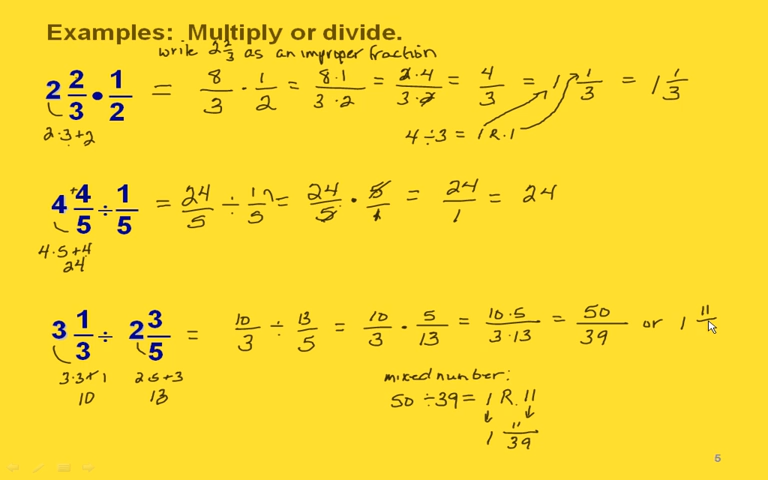 Examples: Multiply or divide.
write 2 2/3 as an improper fraction
2 2/3 • 1/2 = 8/3 · 1/2 = 8·1/3·2 = 2·4/3·2 = 4/3 = 1 1/3 = 1 1/3
2·3+2
4÷3 = 1 R.1
4 + 4/5 ÷ 1/5 = 24/5 ÷ 1/5 = 24/5 · 5/1 = 24/1 = 24
4·5+4
24
3 1/3 ÷ 2 3/5 = 10/3 ÷ 13/5 = 10/3 · 5/13 = 10·5/3·13 = 50/39 or 1 11/
3·3+1 2·5+3
10 13
mixed number:
50 ÷39 = 1 R. 11
1 11/39
5